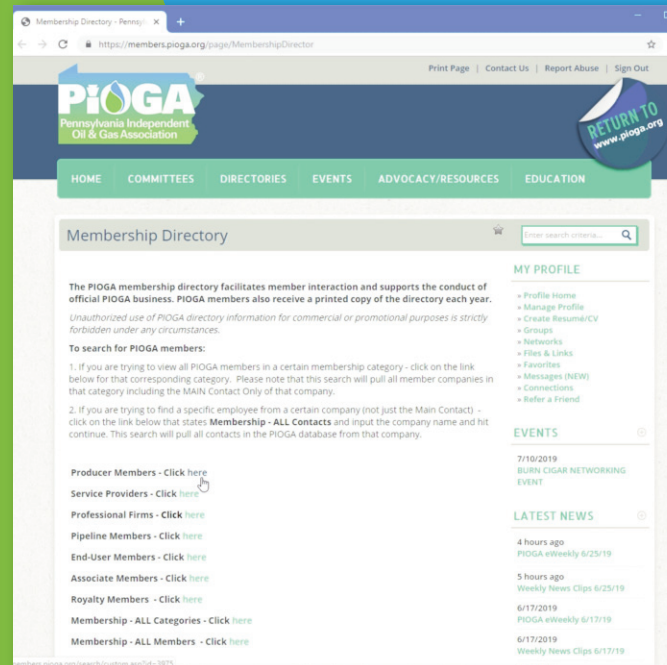 Membership Directory - Pennsyl
https://members.pioga.org/page/MembershipDirector
Print Page | Contact Us | Report Abuse | Sign Out
PIOGA
Pennsylvania Independent
Oil & Gas Association
RETURN TO
www.pioga.org
HOME COMMITTEES DIRECTORIES EVENTS ADVOCACY/RESOURCES EDUCATION
Membership Directory
Enter search criteria...
The PIOGA membership directory facilitates member interaction and supports the conduct of
official PIOGA business. PIOGA members also receive a printed copy of the directory each year.
Unauthorized use of PIOGA directory information for commercial or promotional purposes is strictly
forbidden under any circumstances.
To search for PIOGA members:
1. If you are trying to view all PIOGA members in a certain membership category - click on the link
below for that corresponding category. Please note that this search will pull all member companies in
that category including the MAIN Contact Only of that company.
2. If you are trying to find a specific employee from a certain company (not just the Main Contact) -
click on the link below that states Membership - ALL Contacts and input the company name and hit
continue. This search will pull all contacts in the PIOGA database from that company.
Producer Members - Click here
Service Providers - Click here
Professional Firms - Click here
Pipeline Members - Click here
End-User Members - Click here
Associate Members - Click here
Royalty Members - Click here
Membership - ALL Categories - Click here
Membership - ALL Members - Click here
MY PROFILE
» Profile Home
» Manage Profile
» Create Resumé/CV
» Groups
» Networks
» Files & Links
» Favorites
» Messages (NEW)
» Connections
» Refer a Friend
EVENTS
7/10/2019
BURN CIGAR NETWORKING
EVENT
LATEST NEWS
4 hours ago
PIOGA eWeekly 6/25/19
5 hours ago
Weekly News Clips 6/25/19
6/17/2019
PIOGA eWeekly 6/17/19
6/17/2019
Weekly News Clips 6/17/19